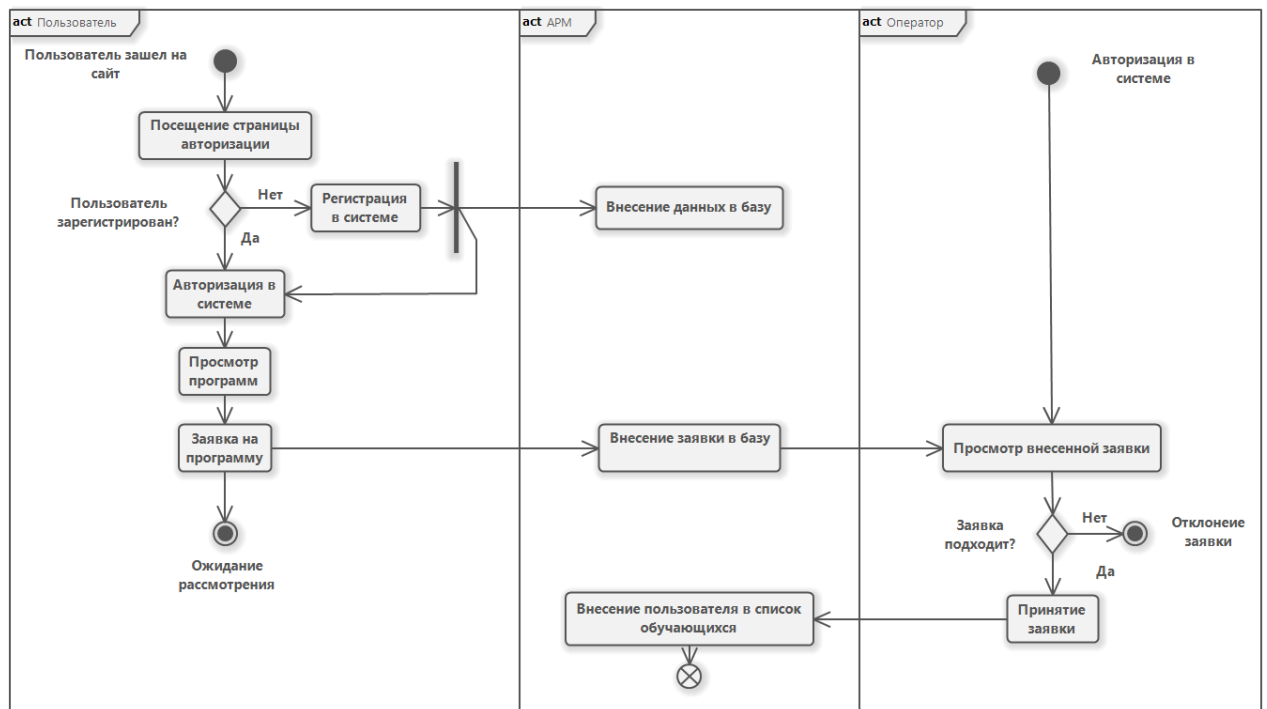 act Пользователь
act АРМ
act Оператор
Пользователь зашел на
сайт
Авторизация в
системе
Посещение страницы
авторизации
Пользователь
зарегистрирован?
Нет
Регистрация
в системе
Внесение данных в базу
Да
Авторизация в
системе
Просмотр
программ
Заявка на
программу
Внесение заявки в базу
Просмотр внесенной заявки
Заявка
подходит?
Нет
Отклонеие
заявки
Ожидание
рассмотрения
Да
Внесение пользователя в список
обучающихся
Принятие
заявки